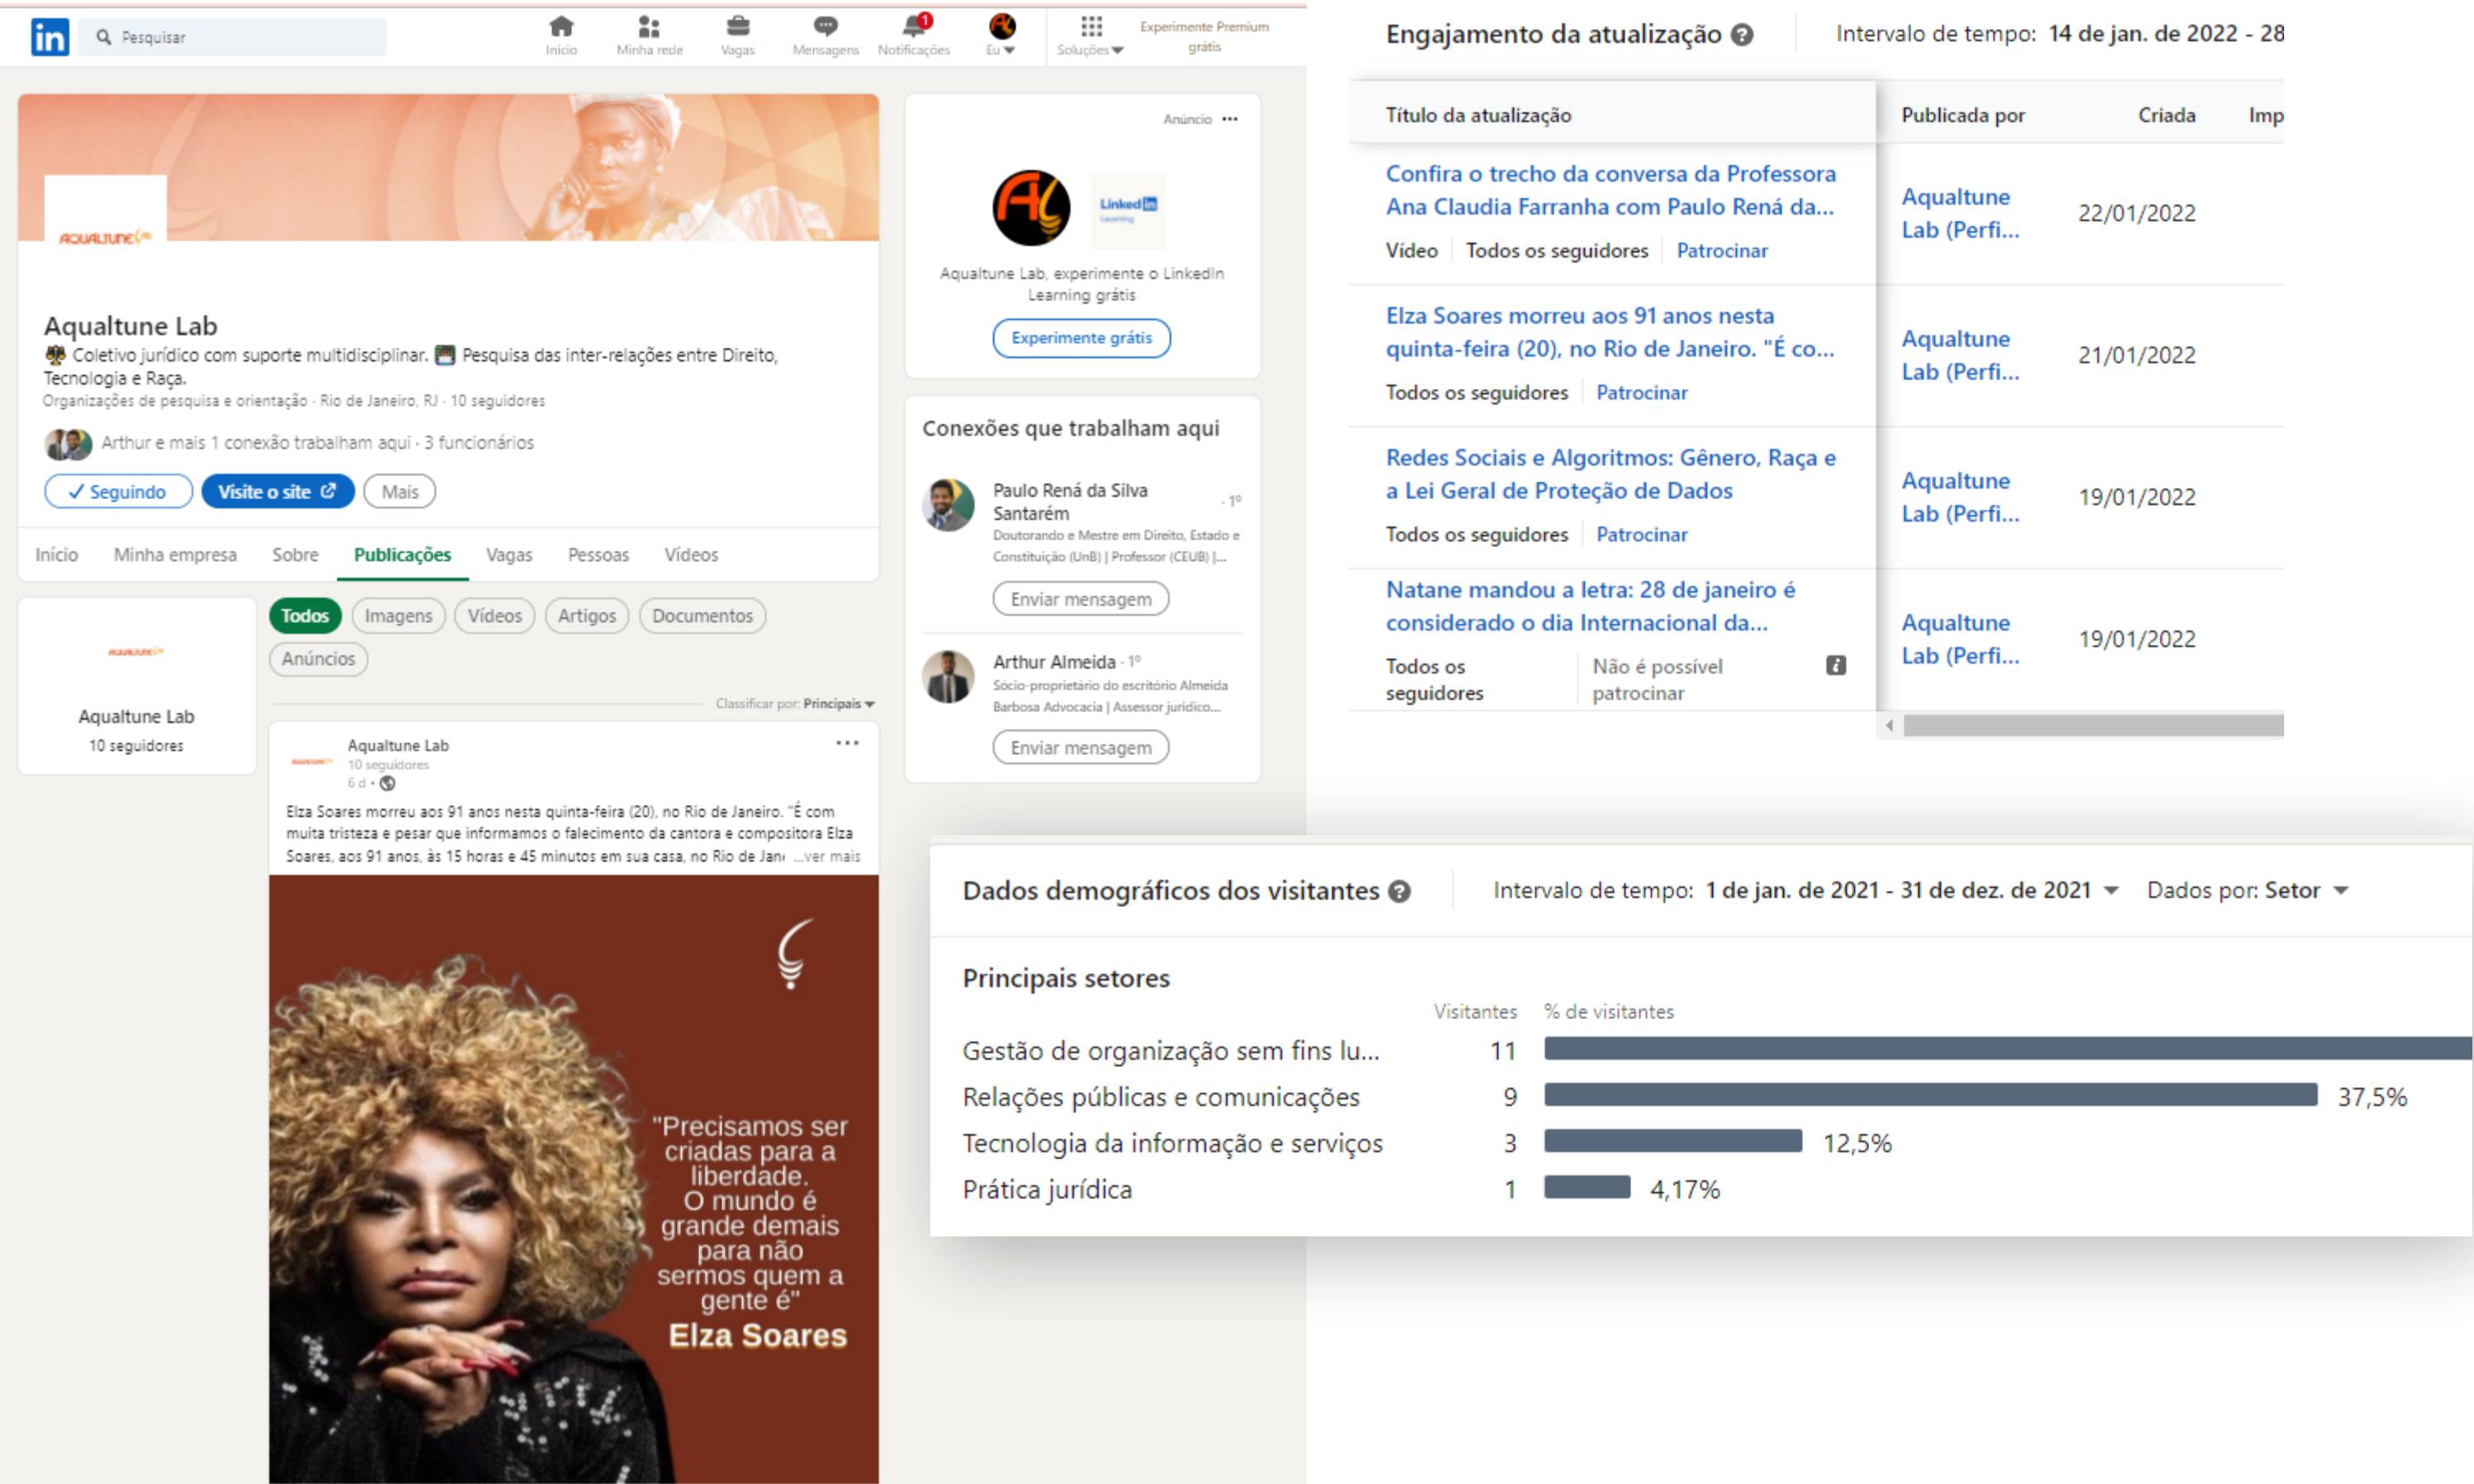 in
Pesquisar
Início
Minha rede
Vagas
Mensagens
1
Notificações
Eu
Soluções
Experimente Premium
grátis
AQUALTUNE
Aqualtune Lab
Coletivo jurídico com suporte multidisciplinar. Pesquisa das inter-relações entre Direito,
Tecnologia e Raça.
Organizações de pesquisa e orientação · Rio de Janeiro, RJ · 10 seguidores
Arthur e mais 1 conexão trabalham aqui · 3 funcionários
Seguindo
Visite o site
Mais
Início
Minha empresa
Sobre
Publicações
Vagas
Pessoas
Vídeos
AQUALTUNE
Aqualtune Lab
10 seguidores
Todos
Imagens
Vídeos
Artigos
Documentos
Anúncios
Classificar por: Principais
AQUALTUNE
Aqualtune Lab
10 seguidores
6 d •
Elza Soares morreu aos 91 anos nesta quinta-feira (20), no Rio de Janeiro. "É com
muita tristeza e pesar que informamos o falecimento da cantora e compositora Elza
Soares, aos 91 anos, às 15 horas e 45 minutos em sua casa, no Rio de Jan ...ver mais
"Precisamos ser
criadas para a
liberdade.
O mundo é
grande demais
para não
sermos quem a
gente é"
Elza Soares
Anúncio
Linked in
Learning
Aqualtune Lab, experimente o LinkedIn
Learning grátis
Experimente grátis
Conexões que trabalham aqui
Paulo Rená da Silva
Santarém
· 1º
Doutorando e Mestre em Direito, Estado e
Constituição (UnB) | Professor (CEUB) |...
Enviar mensagem
Arthur Almeida · 1º
Sócio-proprietário do escritório Almeida
Barbosa Advocacia | Assessor jurídico...
Enviar mensagem
Engajamento da atualização
Intervalo de tempo: 14 de jan. de 2022 - 28
Título da atualização
Publicada por
Criada
Imp
Confira o trecho da conversa da Professora
Ana Claudia Farranha com Paulo Rená da...
Vídeo
Todos os seguidores
Patrocinar
Aqualtune
Lab (Perfi...
22/01/2022
Elza Soares morreu aos 91 anos nesta
quinta-feira (20), no Rio de Janeiro. "É co...
Todos os seguidores
Patrocinar
Aqualtune
Lab (Perfi...
21/01/2022
Redes Sociais e Algoritmos: Gênero, Raça e
a Lei Geral de Proteção de Dados
Todos os seguidores
Patrocinar
Aqualtune
Lab (Perfi...
19/01/2022
Natane mandou a letra: 28 de janeiro é
considerado o dia Internacional da...
Todos os
seguidores
Não é possível
patrocinar
Aqualtune
Lab (Perfi...
19/01/2022
Dados demográficos dos visitantes
Intervalo de tempo: 1 de jan. de 2021 - 31 de dez. de 2021
Dados por: Setor
Principais setores
Visitantes
% de visitantes
Gestão de organização sem fins lu...
11
Relações públicas e comunicações
9
37,5%
Tecnologia da informação e serviços
3
12,5%
Prática jurídica
1
4,17%